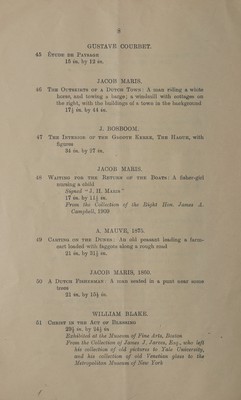 8
GUSTAVE COURBET.
45 Étude de Paysage
15 in. by 12 in.
JACOB MARIS.
46 The Outskirts of a Dutch Town: A man riding a white
horse, and towing a barge; a windmill with cottages on
the right, with the buildings of a town in the background
17½ in. by 44 in.
J. BOSBOOM.
47 The Interior of the Groote Kerke, The Hague, with
figures
34 in. by 27 in.
JACOB MARIS.
48 Waiting for the Return of the Boats: A fisher-girl
nursing a child
Signed "J. H. Maris"
17 in. by 11½ in.
From the Collection of the Right Hon. James A.
Campbell, 1909
A. MAUVE, 1875.
49 Carting on the Dunes: An old peasant leading a farm-
cart loaded with faggots along a rough road
21 in. by 31½ in.
JACOB MARIS, 1880.
50 A Dutch Fisherman: A man seated in a punt near some
trees
21 in. by 15½ in.
WILLIAM BLAKE.
51 Christ in the Act of Blessing
29½ in. by 24½ in.
Exhibited at the Museum of Fine Arts, Boston
From the Collection of James J. Jarves, Esq., who left
his collection of old pictures to Yale University,
and his collection of old Venetian glass to the
Metropolitan Museum of New York